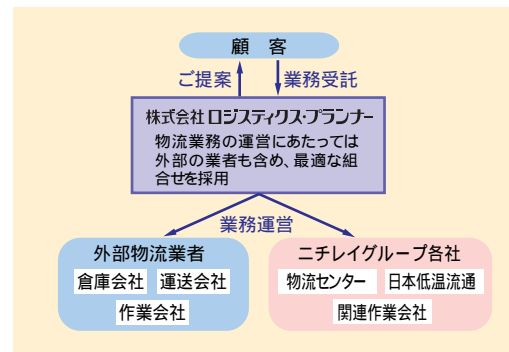 顧　客
ご提案　業務受託
株式会社 ロジスティクス・プランナー
物流業務の運営にあたっては
外部の業者も含め、最適な組
合せを採用
業務運営
外部物流業者
倉庫会社　運送会社
作業会社
ニチレイグループ各社
物流センター　日本低温流通
関連作業会社